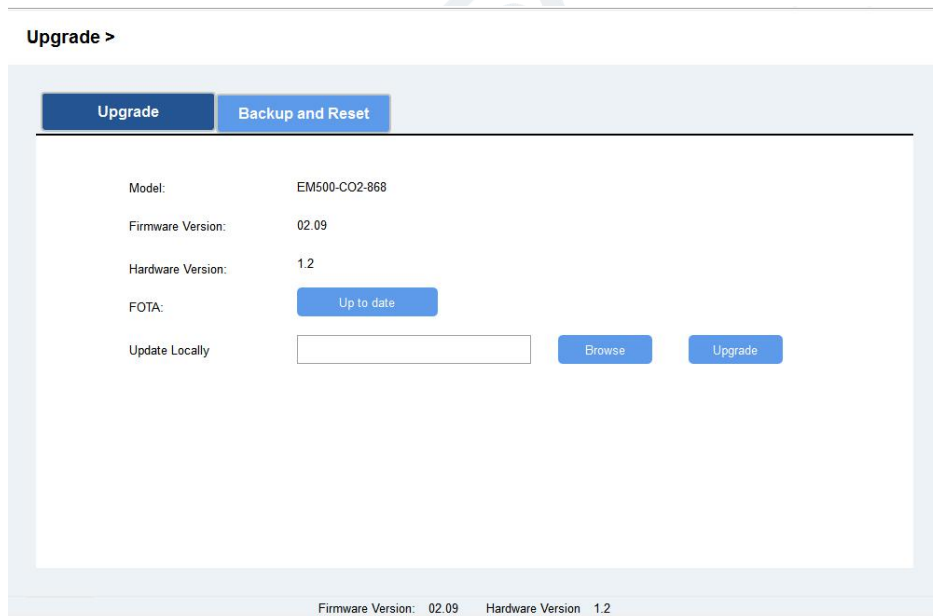 Upgrade >
Upgrade Backup and Reset
Model: EM500-CO2-868
Firmware Version: 02.09
Hardware Version: 1.2
FOTA: Up to date
Update Locally Browse Upgrade
Firmware Version: 02.09 Hardware Version 1.2